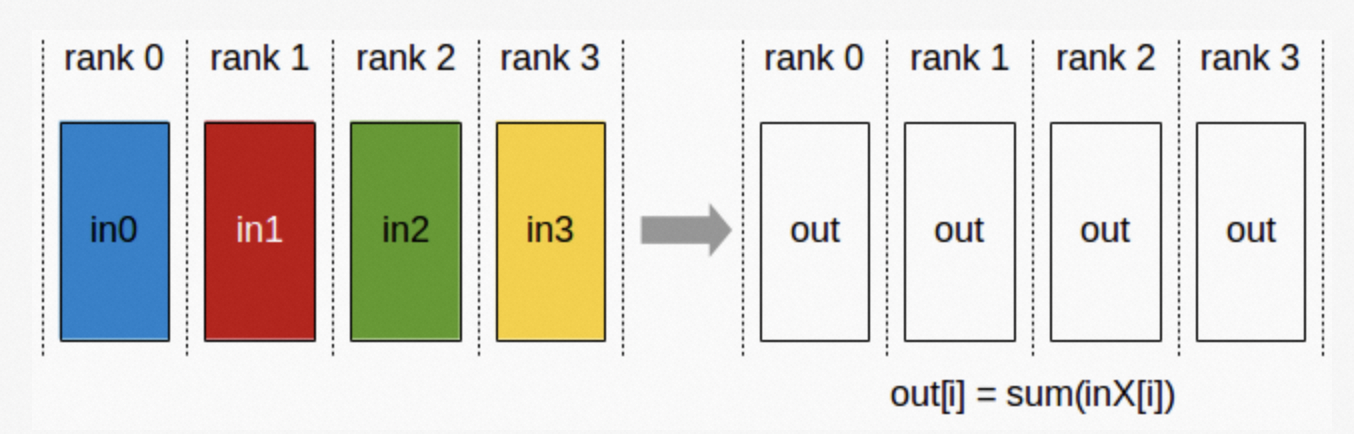 rank 0 rank 1 rank 2 rank 3 rank 0 rank 1 rank 2 rank 3
in0 in1 in2 in3 out out out out
out[i] = sum(inX[i])